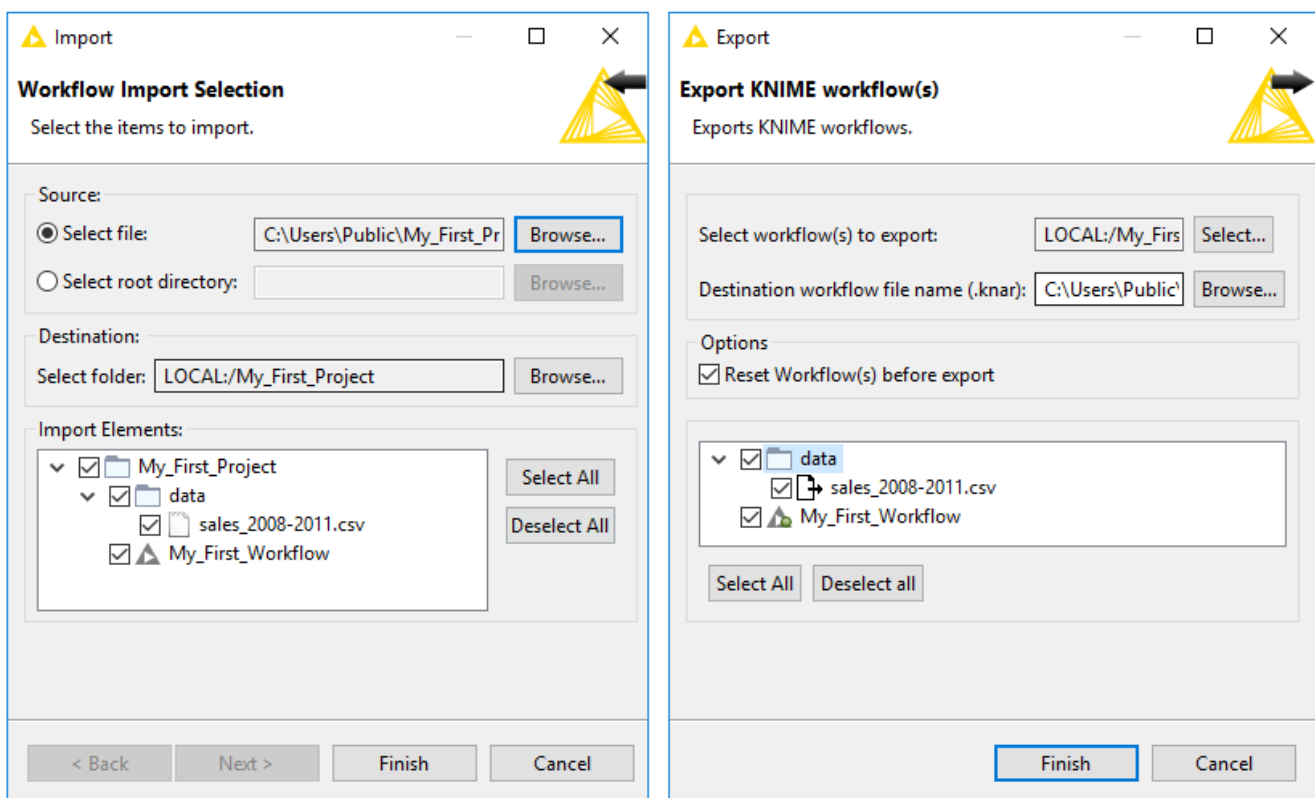 Import
Workflow Import Selection
Select the items to import.
Source:
Select file: C:\Users\Public\My_First_Pr Browse...
Select root directory: Browse...
Destination:
Select folder: LOCAL:/My_First_Project Browse...
Import Elements:
My_First_Project
data
sales_2008-2011.csv
My_First_Workflow
Select All
Deselect All
< Back Next > Finish Cancel
Export
Export KNIME workflow(s)
Exports KNIME workflows.
Select workflow(s) to export: LOCAL:/My_Firs Select...
Destination workflow file name (.knar): C:\Users\Public\ Browse...
Options
Reset Workflow(s) before export
data
sales_2008-2011.csv
My_First_Workflow
Select All Deselect all
Finish Cancel